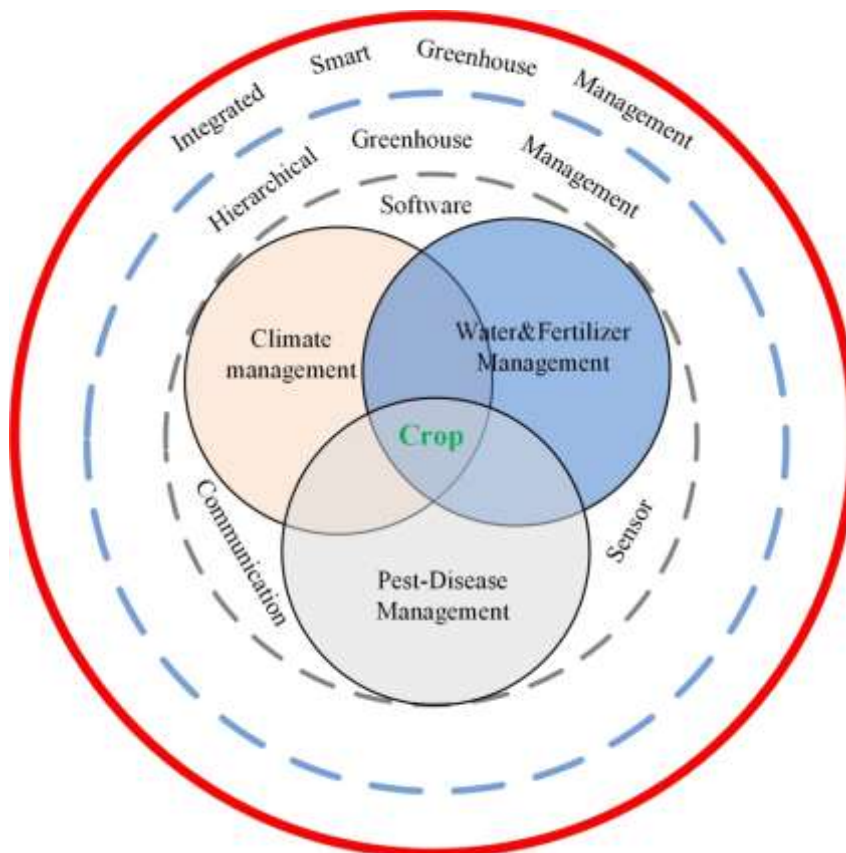 Integrated Smart Greenhouse Management
Hierarchical Greenhouse Management
Software
Climate
management
Water&Fertilizer
Management
Crop
Communication
Sensor
Pest-Disease
Management